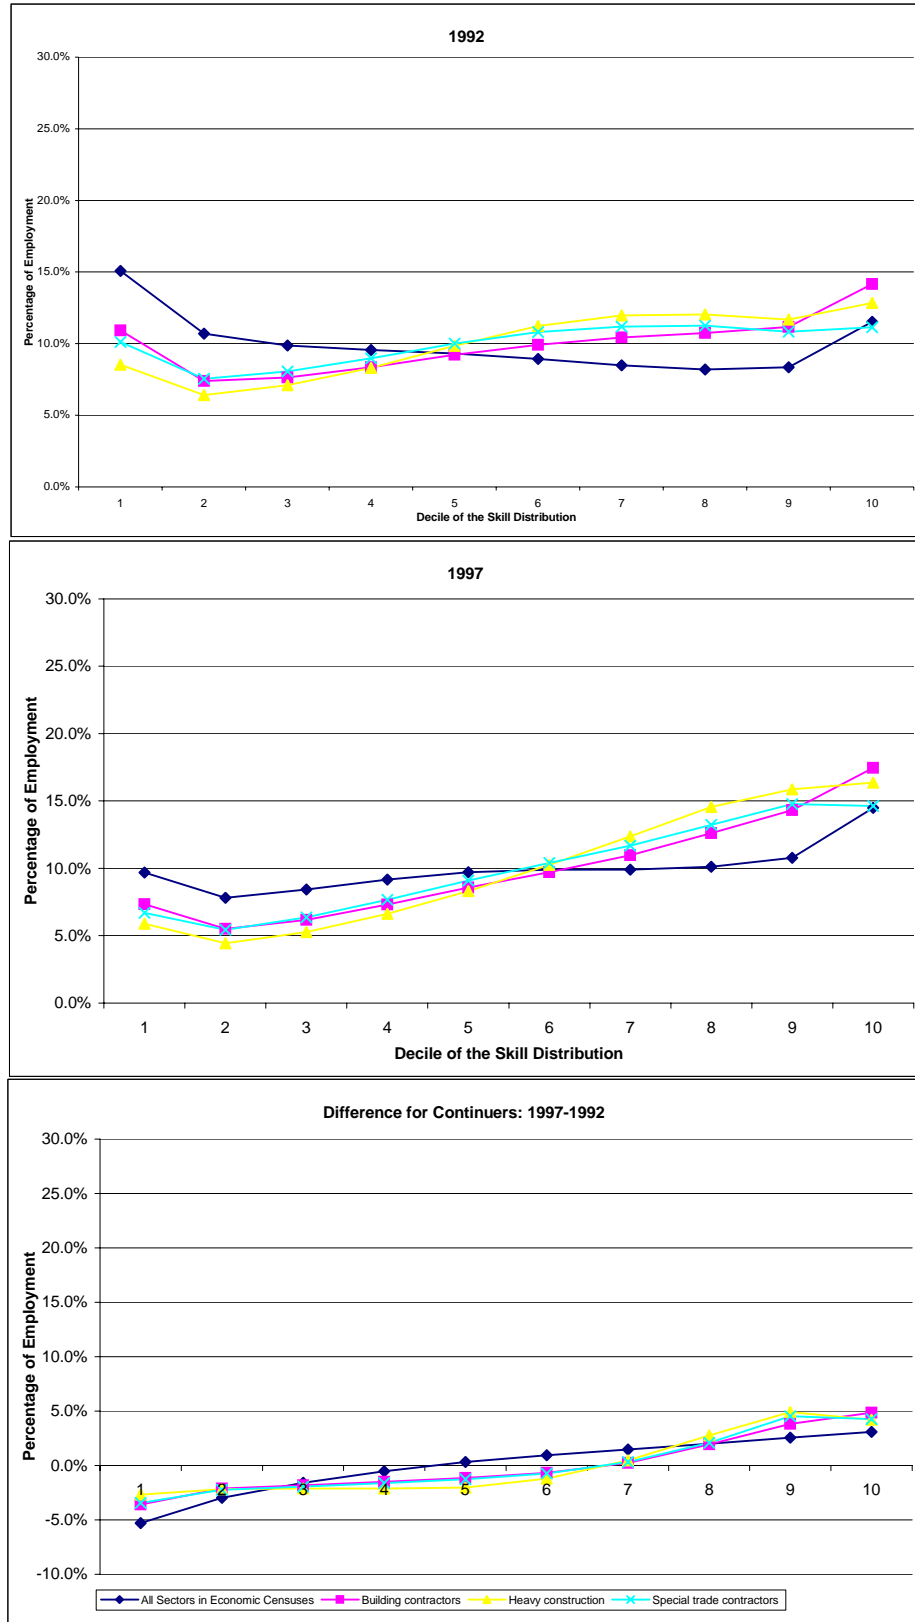 1992
30.0%
25.0%
20.0%
15.0%
10.0%
5.0%
0.0%
Percentage of Employment
1 2 3 4 5 6 7 8 9 10
Decile of the Skill Distribution
1997
30.0%
25.0%
20.0%
15.0%
10.0%
5.0%
0.0%
Percentage of Employment
1 2 3 4 5 6 7 8 9 10
Decile of the Skill Distribution
Difference for Continuers: 1997-1992
30.0%
25.0%
20.0%
15.0%
10.0%
5.0%
0.0%
-5.0%
-10.0%
Percentage of Employment
1 2 3 4 5 6 7 8 9 10
All Sectors in Economic Censuses Building contractors Heavy construction Special trade contractors